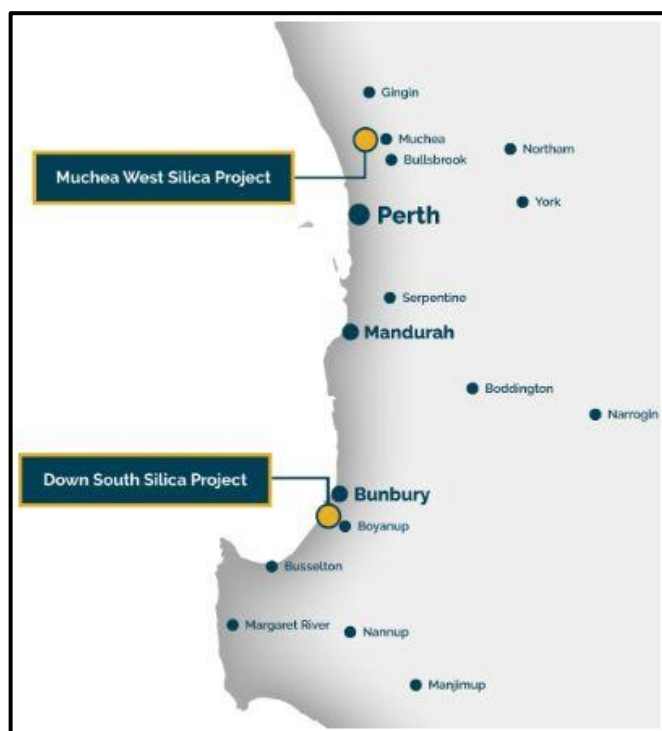 Gingin
Muchea
Northam
Bullsbrook
Muchea West Silica Project
York
Perth
Serpentine
Mandurah
Boddington
Narrogin
Down South Silica Project
Bunbury
Boyanup
Busselton
Margaret River
Nannup
Manjimup